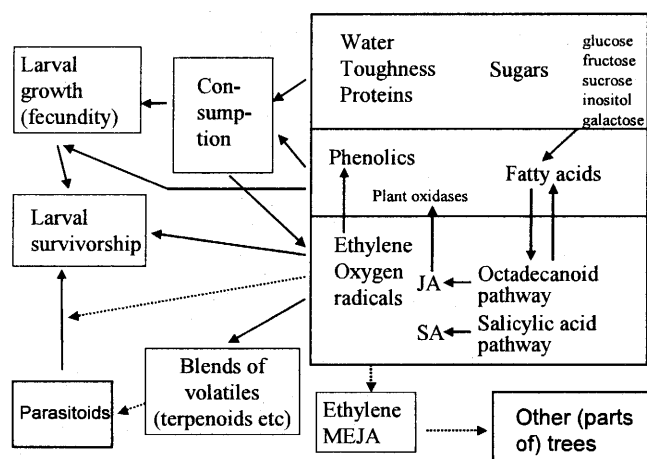 Larval
growth
(fecundity)
Con-
sump-
tion
Water
Toughness
Proteins
Sugars
glucose
fructose
sucrose
inositol
galactose
Phenolics
Plant oxidases
Fatty acids
Larval
survivorship
Ethylene
Oxygen
radicals
JA
Octadecanoid
pathway
SA
Salicylic acid
pathway
Parasitoids
Blends of
volatiles
(terpenoids etc)
Ethylene
MEJA
Other (parts
of) trees